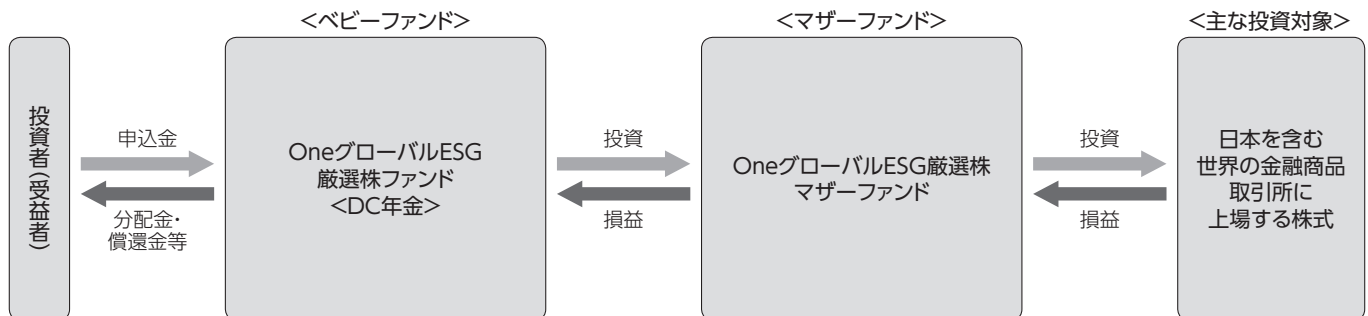 <ベビーファンド>
<マザーファンド>
<主な投資対象>
投資者(受益者)
申込金
分配金・
償還金等
OneグローバルESG
厳選株ファンド
<DC年金>
投資
損益
OneグローバルESG厳選株
マザーファンド
投資
損益
日本を含む
世界の金融商品
取引所に
上場する株式